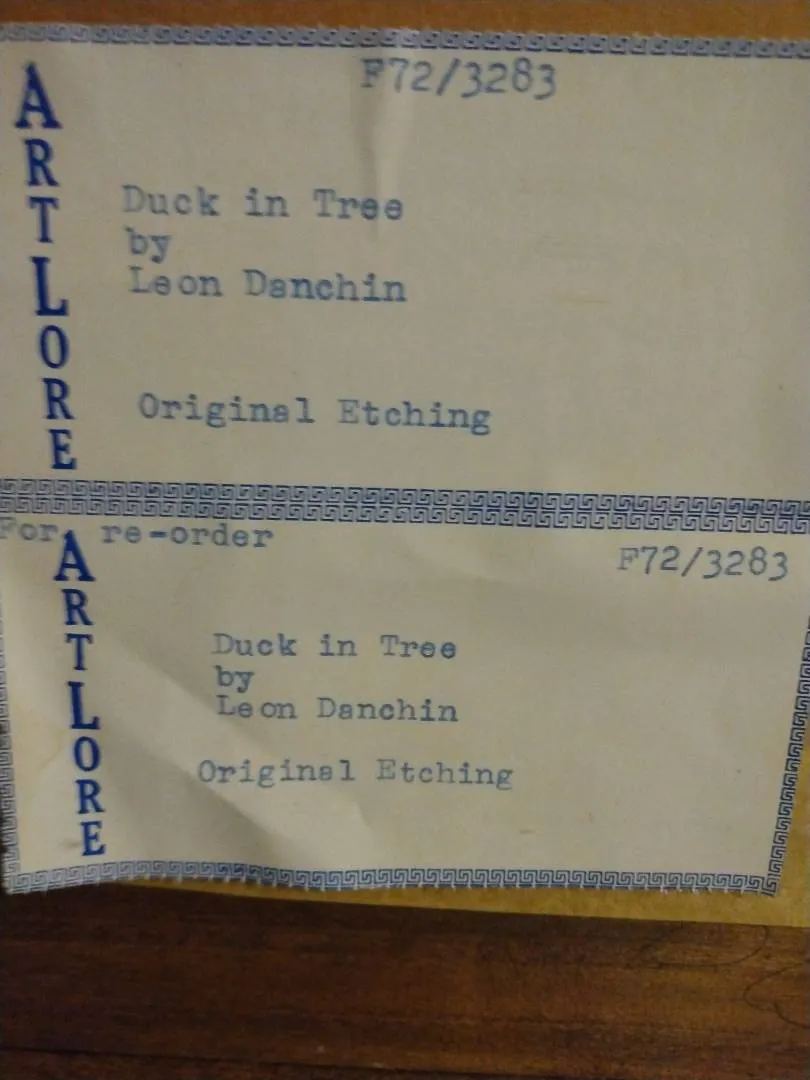 ARTLORE
F72/3283
Duck in Tree
by
Leon Danchin
Original Etching
For re-order
ARTLORE
F72/3283
Duck in Tree
by
Leon Danchin
Original Etching